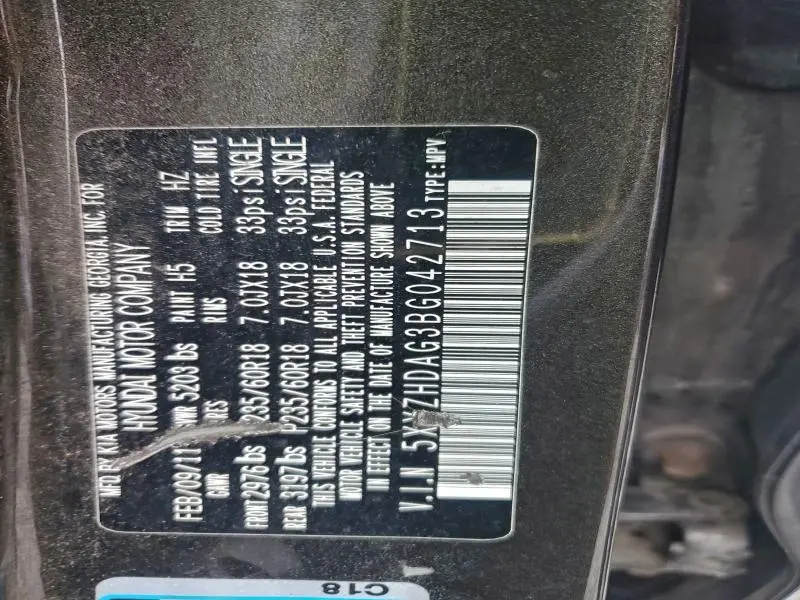 MFD BY KIA MOTORS MANUFACTURING GEORGIA, INC. FOR
HYUNDAI MOTOR COMPANY
FEB/09/11 GVWR 5203 lbs PAINT H5 TRIM HZ
GAWR TIRES RIMS COLD TIRE INFL
FRONT 2976 lbs P235/60R18 7.0JX18 33psi SINGLE
REAR 3197 lbs P235/60R18 7.0JX18 33psi SINGLE
THIS VEHICLE CONFORMS TO ALL APPLICABLE U.S.A. FEDERAL
MOTOR VEHICLE SAFETY AND THEFT PREVENTION STANDARDS
IN EFFECT ON THE DATE OF MANUFACTURE SHOWN ABOVE
V.I.N 5XYZHDAG3BG042713 TYPE:MPV
C18